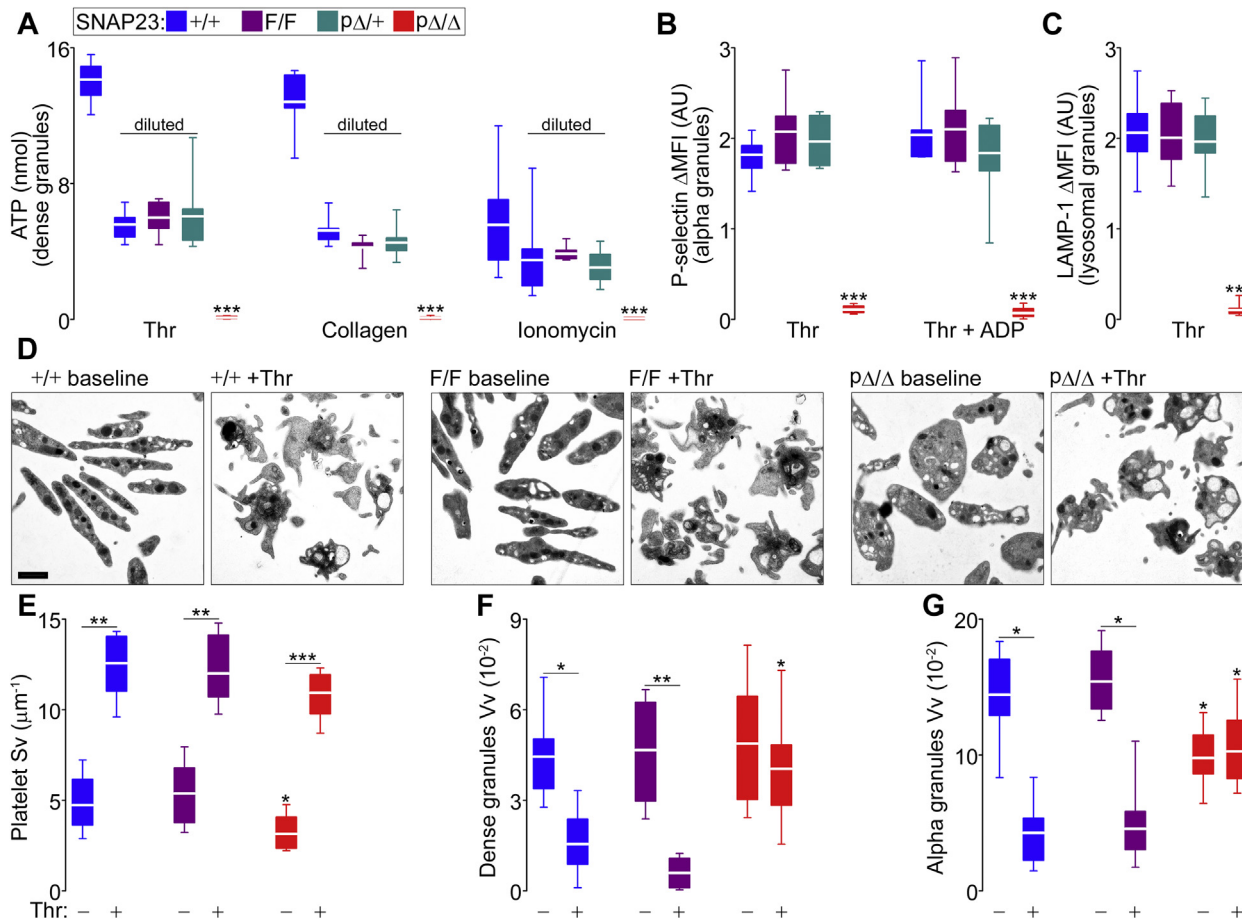 SNAP23: +/+ F/F pΔ/+ pΔ/Δ
A
16
8
0
ATP (nmol)
(dense granules)
diluted
diluted
diluted
***
***
***
Thr
Collagen
Ionomycin
B
3
2
1
0
P-selectin ΔMFI (AU)
(alpha granules)
***
***
Thr
Thr + ADP
C
3
2
1
0
LAMP-1 ΔMFI (AU)
(lysosomal granules)
**
Thr
D
+/+ baseline
+/+ +Thr
F/F baseline
F/F +Thr
pΔ/Δ baseline
pΔ/Δ +Thr
E
15
10
5
0
Platelet Sv (μm⁻¹)
**
**
***
*
Thr: − + − + − +
F
9
6
3
0
Dense granules Vv (10⁻²)
*
**
*
− + − + − +
G
20
10
0
Alpha granules Vv (10⁻²)
*
*
*
*
− + − + − +